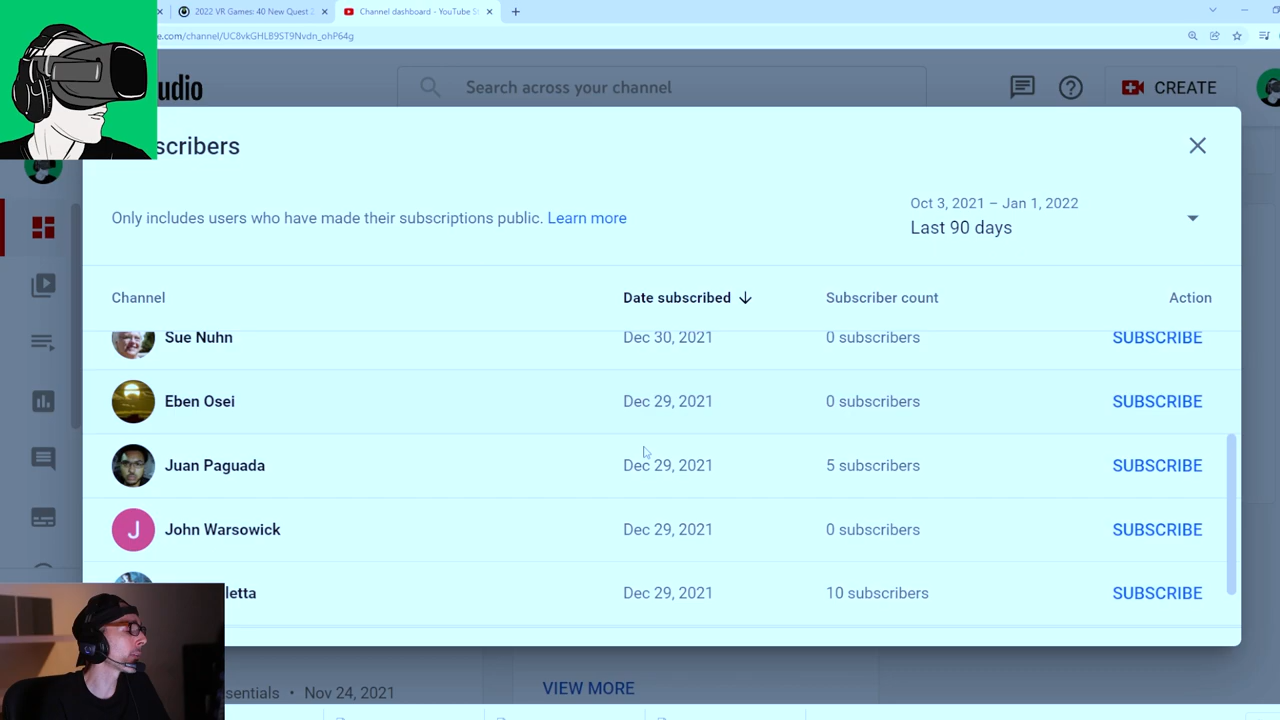 2022 VR Games: 40 New Quest 2
Channel dashboard - YouTube St
e.com/channel/UC8vkGHLB9ST9Nvdn_ohP64g
udio
Search across your channel
CREATE
scribers
Only includes users who have made their subscriptions public. Learn more
Oct 3, 2021 – Jan 1, 2022
Last 90 days
Channel
Date subscribed
Subscriber count
Action
Sue Nuhn
Dec 30, 2021
0 subscribers
SUBSCRIBE
Eben Osei
Dec 29, 2021
0 subscribers
SUBSCRIBE
Juan Paguada
Dec 29, 2021
5 subscribers
SUBSCRIBE
J
John Warsowick
Dec 29, 2021
0 subscribers
SUBSCRIBE
letta
Dec 29, 2021
10 subscribers
SUBSCRIBE
sentials • Nov 24, 2021
VIEW MORE